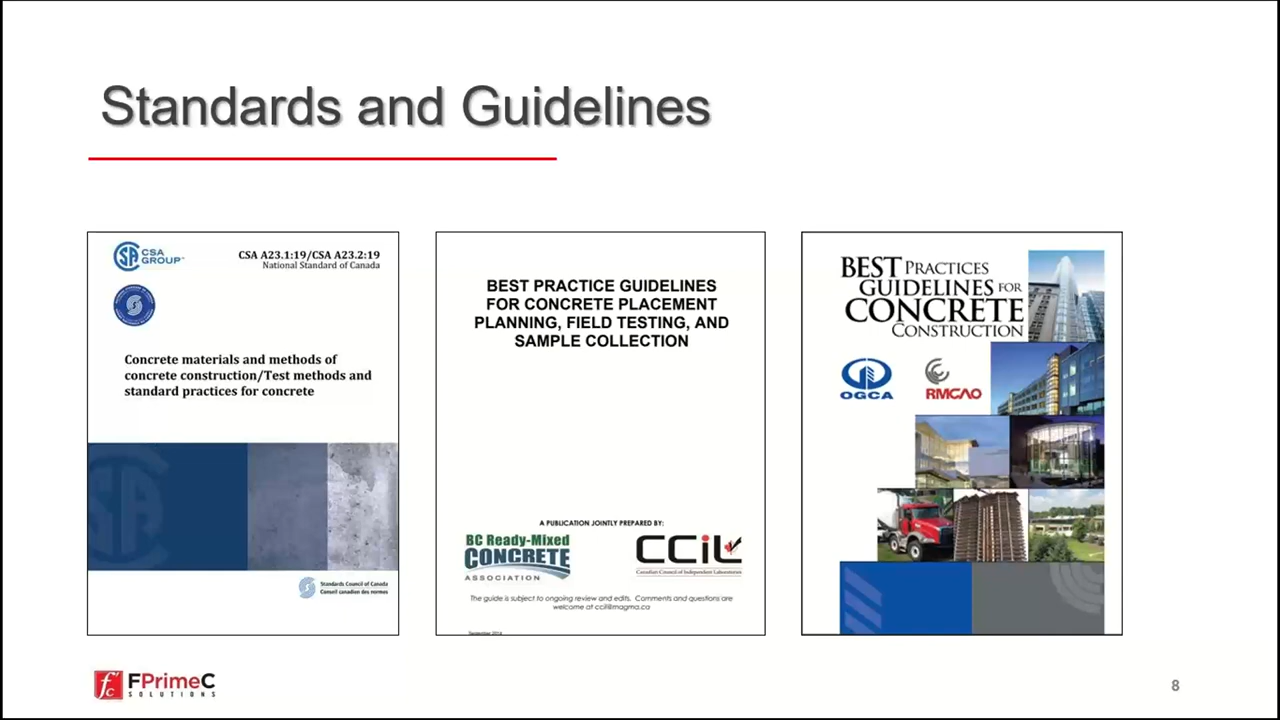 Standards and Guidelines
CSA
GROUP™
CSA A23.1:19/CSA A23.2:19
National Standard of Canada
Concrete materials and methods of
concrete construction/Test methods and
standard practices for concrete
Standards Council of Canada
Conseil canadien des normes
BEST PRACTICE GUIDELINES
FOR CONCRETE PLACEMENT
PLANNING, FIELD TESTING, AND
SAMPLE COLLECTION
A PUBLICATION JOINTLY PREPARED BY:
BC Ready-Mixed
CONCRETE
ASSOCIATION
CCiL
Canadian Council of Independent Laboratories
The guide is subject to ongoing review and edits. Comments and questions are
welcome at ccil@magma.ca
BEST PRACTICES
GUIDELINES FOR
CONCRETE
CONSTRUCTION
OGCA
RMCAO
FPrimeC
SOLUTIONS
8